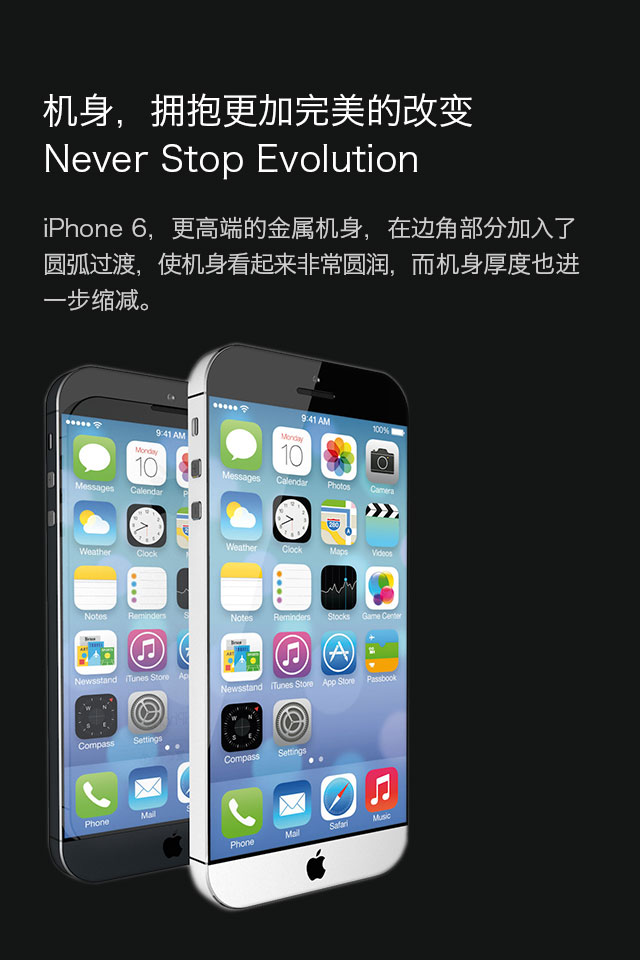 机身，拥抱更加完美的改变
Never Stop Evolution
iPhone 6，更高端的金属机身，在边角部分加入了
圆弧过渡，使机身看起来非常圆润，而机身厚度也进
一步缩减。
9:41 AM
Monday
10
Messages
Calendar
Weather
Clock
Notes
Reminders
Newsstand
iTunes Store
Compass
Settings
Phone
Mail
9:41 AM
100%
Monday
10
Messages
Calendar
Photos
Camera
280
Weather
Clock
Maps
Videos
Notes
Reminders
Stocks
Game Center
Newsstand
iTunes Store
App Store
Passbook
Compass
Settings
Phone
Mail
Safari
Music